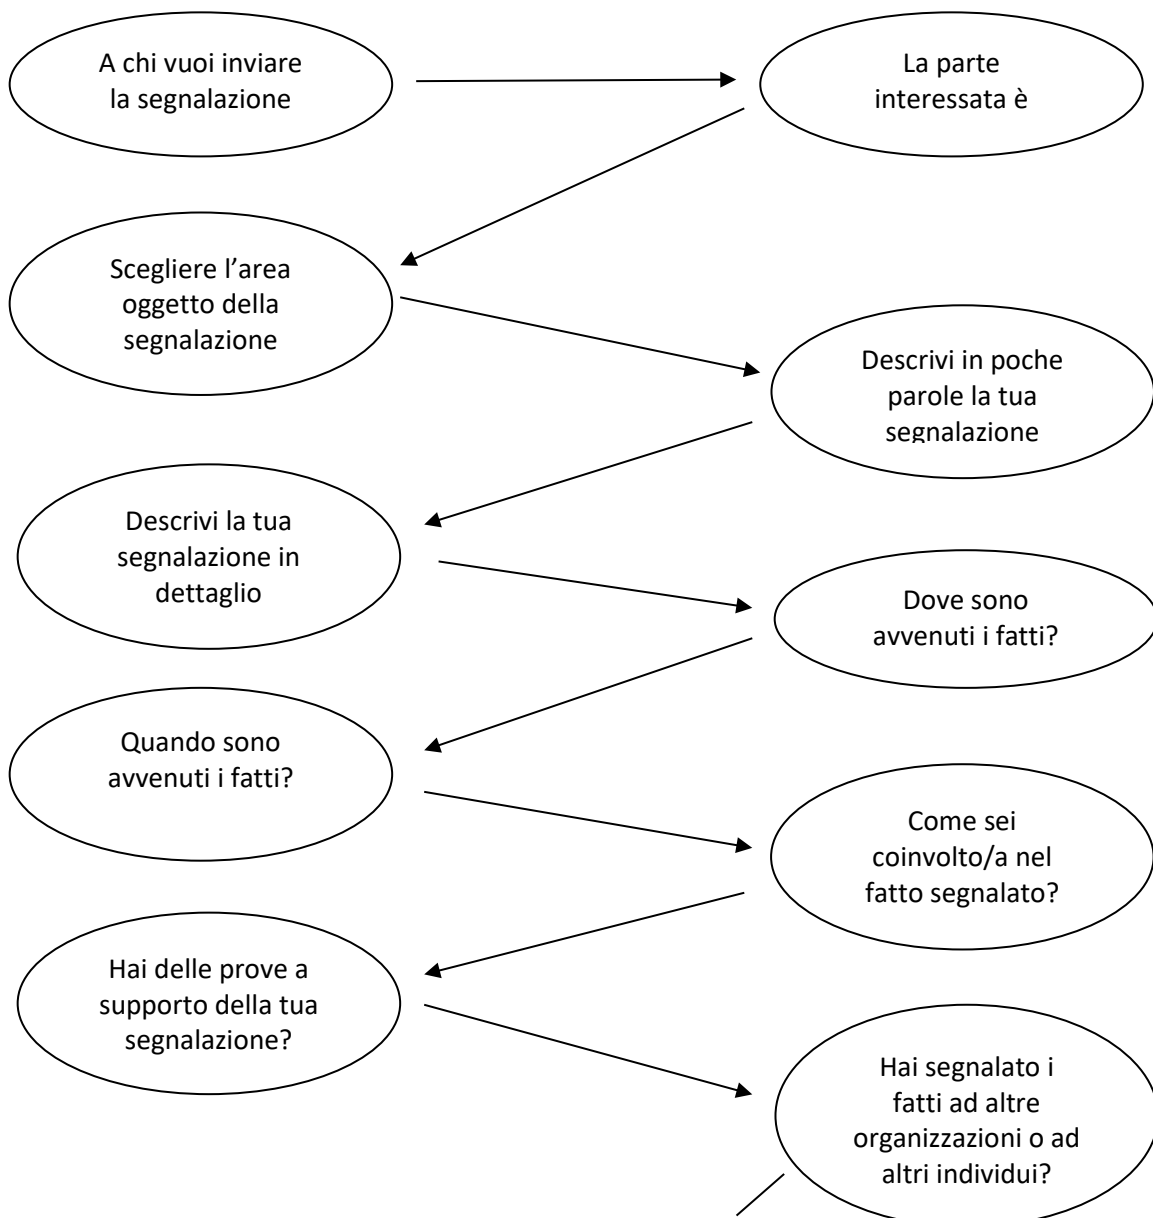 A chi vuoi inviare
la segnalazione
La parte
interessata è
Scegliere l’area
oggetto della
segnalazione
Descrivi in poche
parole la tua
segnalazione
Descrivi la tua
segnalazione in
dettaglio
Dove sono
avvenuti i fatti?
Quando sono
avvenuti i fatti?
Come sei
coinvolto/a nel
fatto segnalato?
Hai delle prove a
supporto della tua
segnalazione?
Hai segnalato i
fatti ad altre
organizzazioni o ad
altri individui?